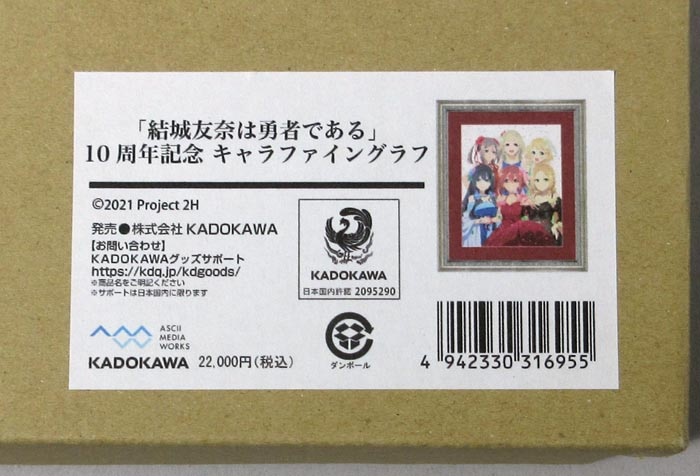 「結城友奈は勇者である」
10 周年記念 キャラファイングラフ
©2021 Project 2H
発売●株式会社 KADOKAWA
【お問い合わせ】
KADOKAWAグッズサポート
https://kdq.jp/kdgoods/
※商品名をご明記ください
※サポートは日本国内に限ります
KADOKAWA
日本国内許諾 2095290
ASCII
MEDIA
WORKS
KADOKAWA
22,000円(税込)
ダンボール
4 942330 316955